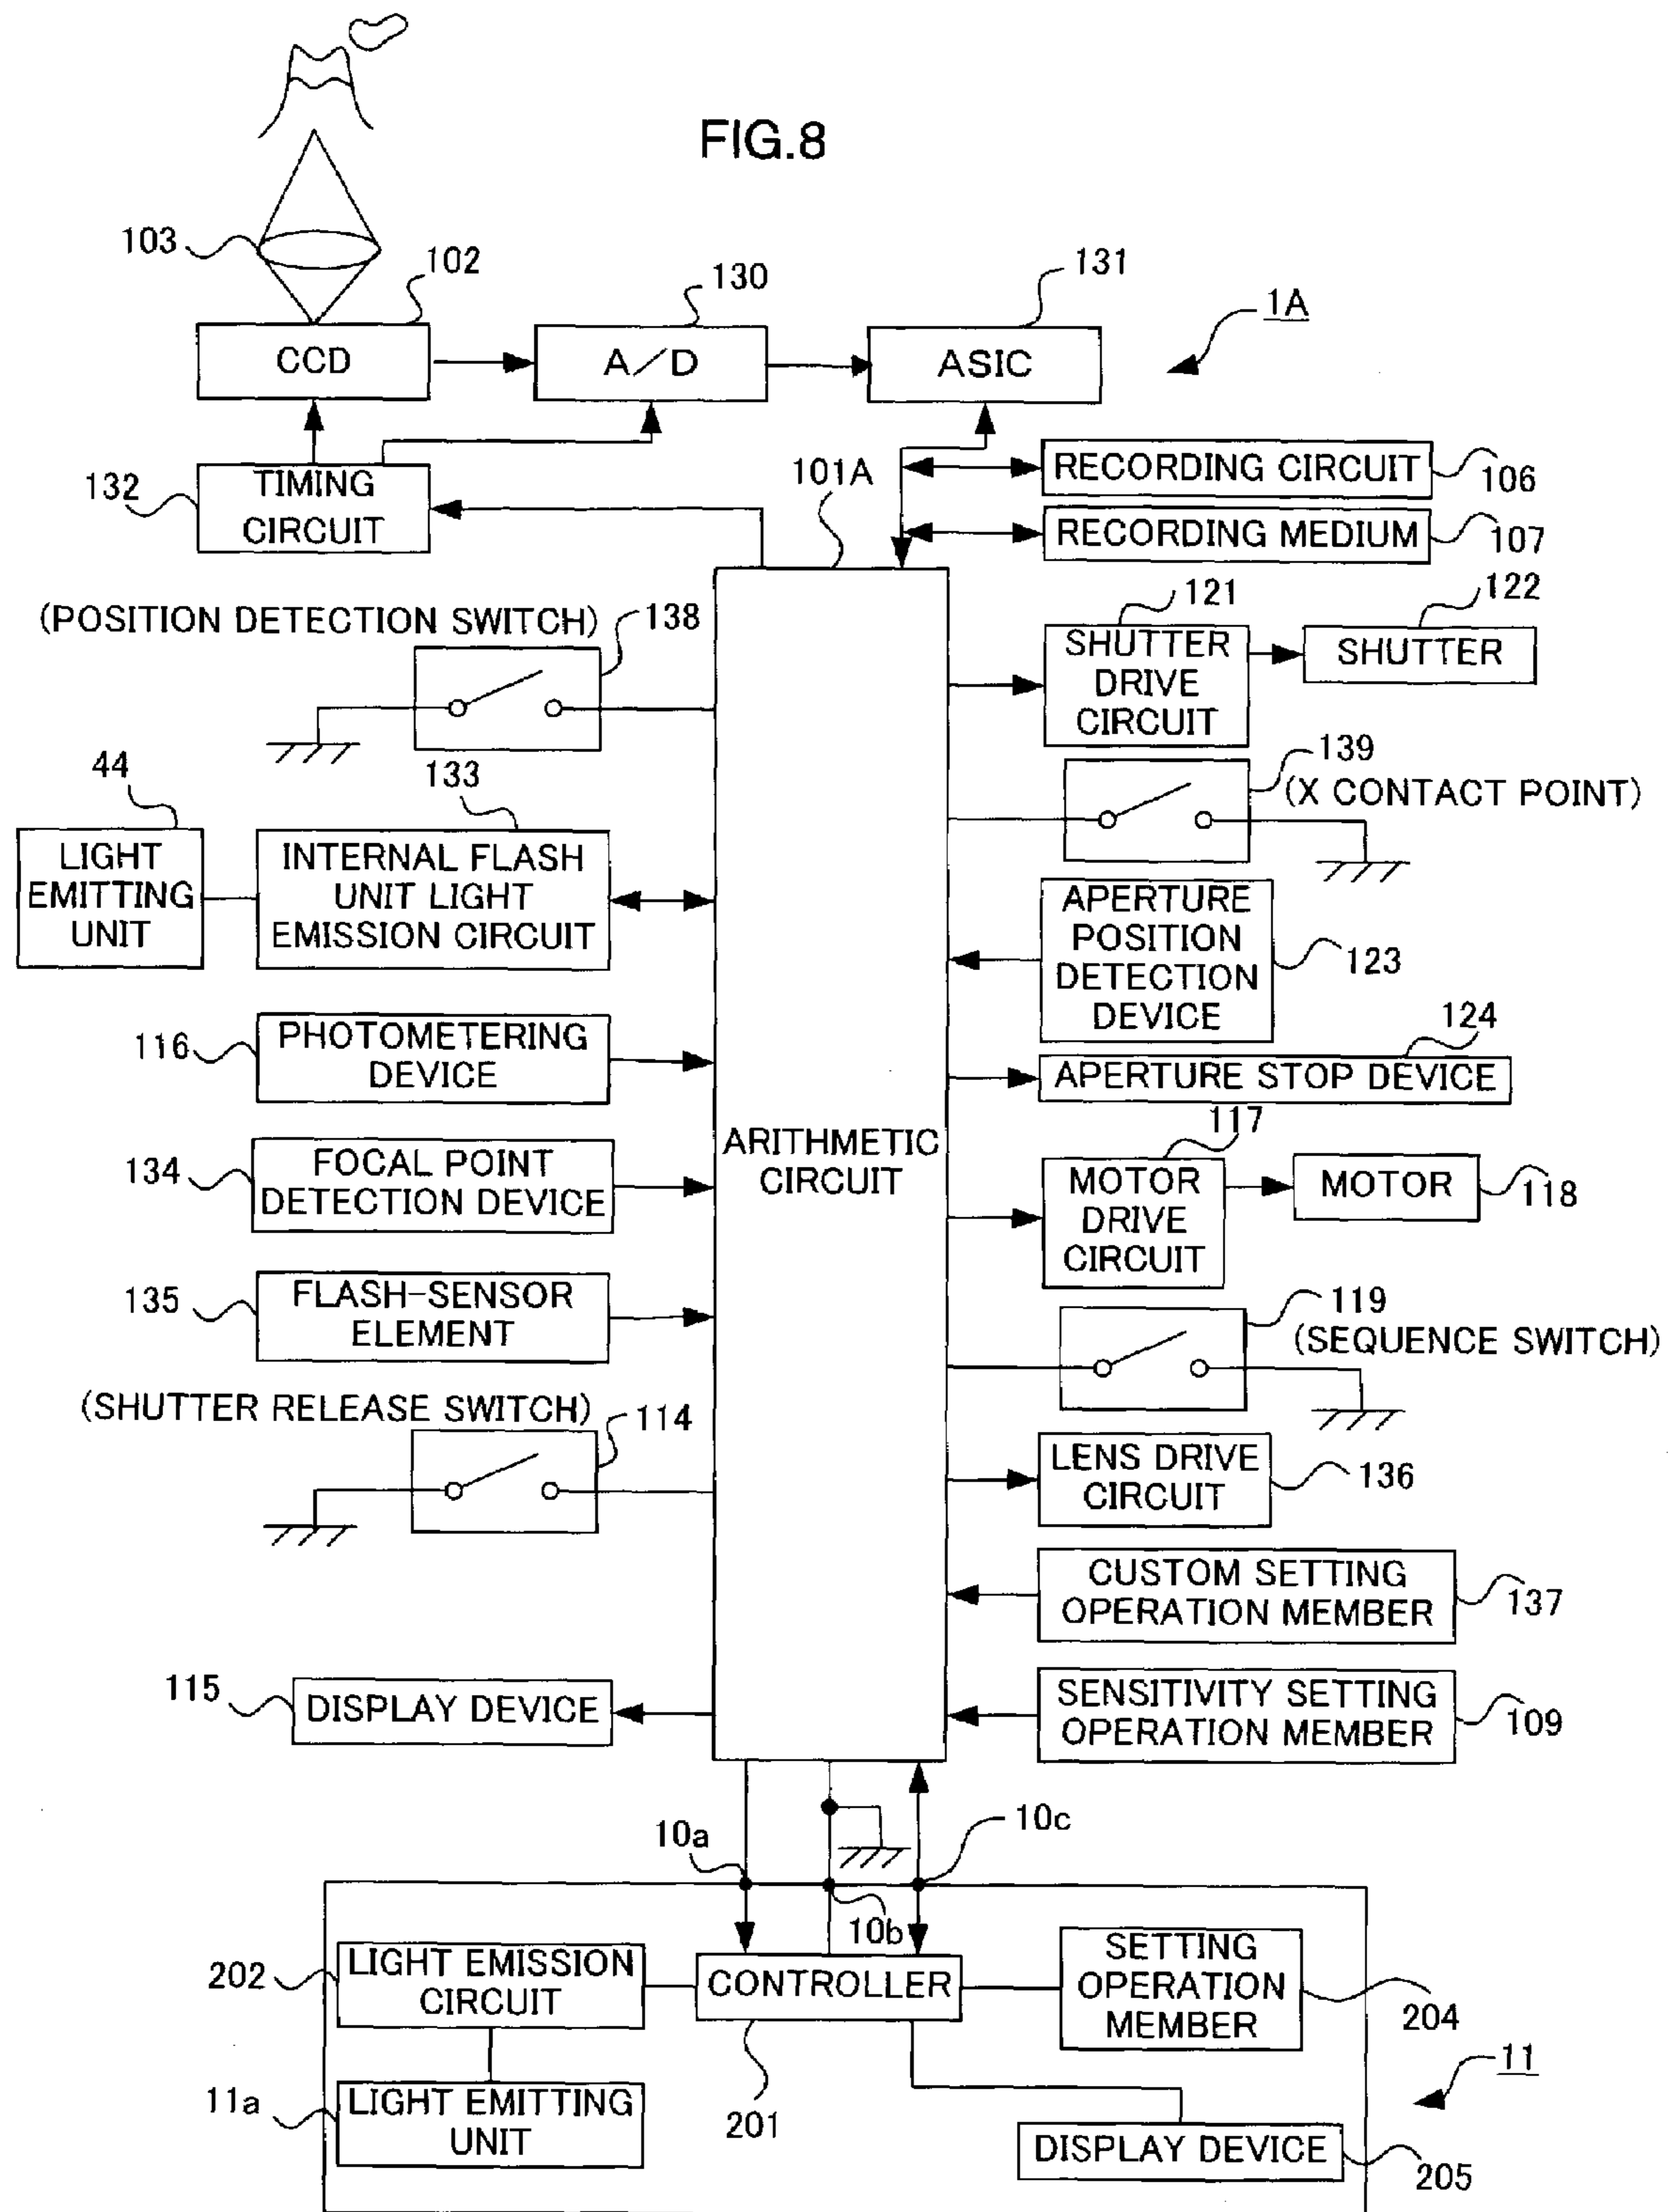 FIG.8
103
102
130
131
1A
CCD
A/D
ASIC
132
TIMING
CIRCUIT
101A
RECORDING CIRCUIT
106
RECORDING MEDIUM
107
(POSITION DETECTION SWITCH)
138
121
122
SHUTTER
DRIVE
CIRCUIT
SHUTTER
139
(X CONTACT POINT)
44
133
LIGHT
EMITTING
UNIT
INTERNAL FLASH
UNIT LIGHT
EMISSION CIRCUIT
APERTURE
POSITION
DETECTION
DEVICE
123
116
PHOTOMETERING
DEVICE
124
APERTURE STOP DEVICE
ARITHMETIC
CIRCUIT
117
134
FOCAL POINT
DETECTION DEVICE
MOTOR
DRIVE
CIRCUIT
MOTOR
118
135
FLASH-SENSOR
ELEMENT
119
(SEQUENCE SWITCH)
(SHUTTER RELEASE SWITCH)
114
LENS DRIVE
CIRCUIT
136
CUSTOM SETTING
OPERATION MEMBER
137
115
DISPLAY DEVICE
SENSITIVITY SETTING
OPERATION MEMBER
109
10a
10c
10b
202
LIGHT EMISSION
CIRCUIT
CONTROLLER
SETTING
OPERATION
MEMBER
204
11
11a
LIGHT EMITTING
UNIT
201
DISPLAY DEVICE
205